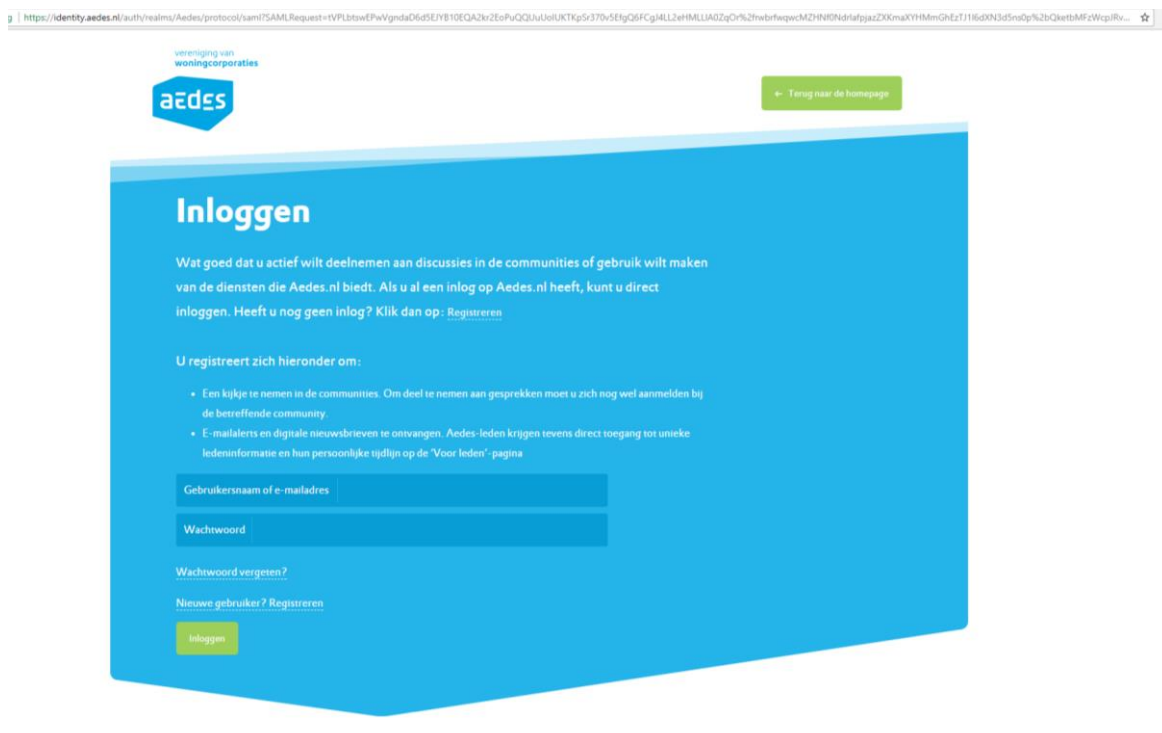 https://identity.aedes.nl/auth/realms/Aedes/protocol/saml?SAMLRequest=
vereniging van
woningcorporaties
aedes
← Terug naar de homepage
Inloggen
Wat goed dat u actief wilt deelnemen aan discussies in de communities of gebruik wilt maken
van de diensten die Aedes.nl biedt. Als u al een inlog op Aedes.nl heeft, kunt u direct
inloggen. Heeft u nog geen inlog? Klik dan op: Registreren
U registreert zich hieronder om:
• Een kijkje te nemen in de communities. Om deel te nemen aan gesprekken moet u zich nog wel aanmelden bij
de betreffende community.
• E-mailalerts en digitale nieuwsbrieven te ontvangen. Aedes-leden krijgen tevens direct toegang tot unieke
ledeninformatie en hun persoonlijke tijdlijn op de 'Voor leden'-pagina
Gebruikersnaam of e-mailadres
Wachtwoord
Wachtwoord vergeten?
Nieuwe gebruiker? Registreren
Inloggen